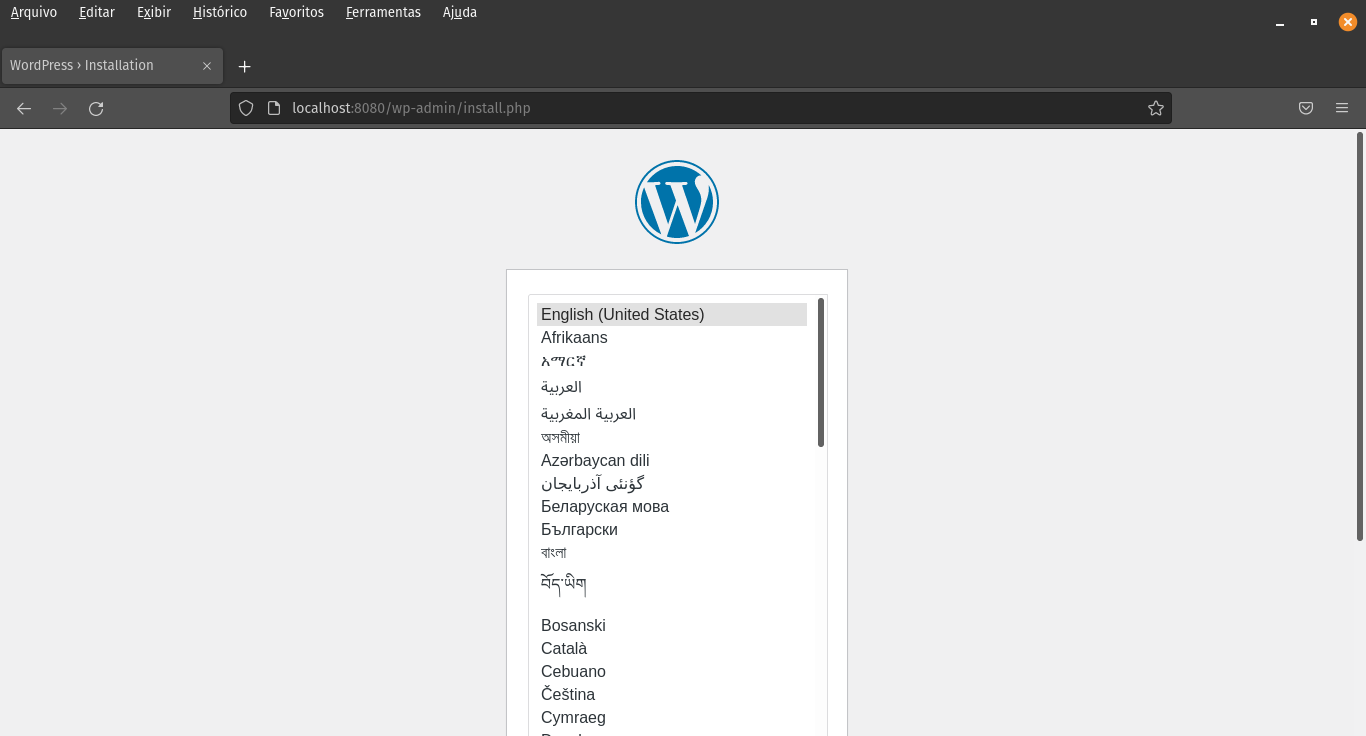 Arquivo Editar Exibir Histórico Favoritos Ferramentas Ajuda
WordPress › Installation
localhost:8080/wp-admin/install.php
English (United States)
Afrikaans
አማርኛ
العربية
العربية المغربية
অসমীয়া
Azərbaycan dili
گؤنئی آذربایجان
Беларуская мова
Български
বাংলা
བོད་ཡིག
Bosanski
Català
Cebuano
Čeština
Cymraeg